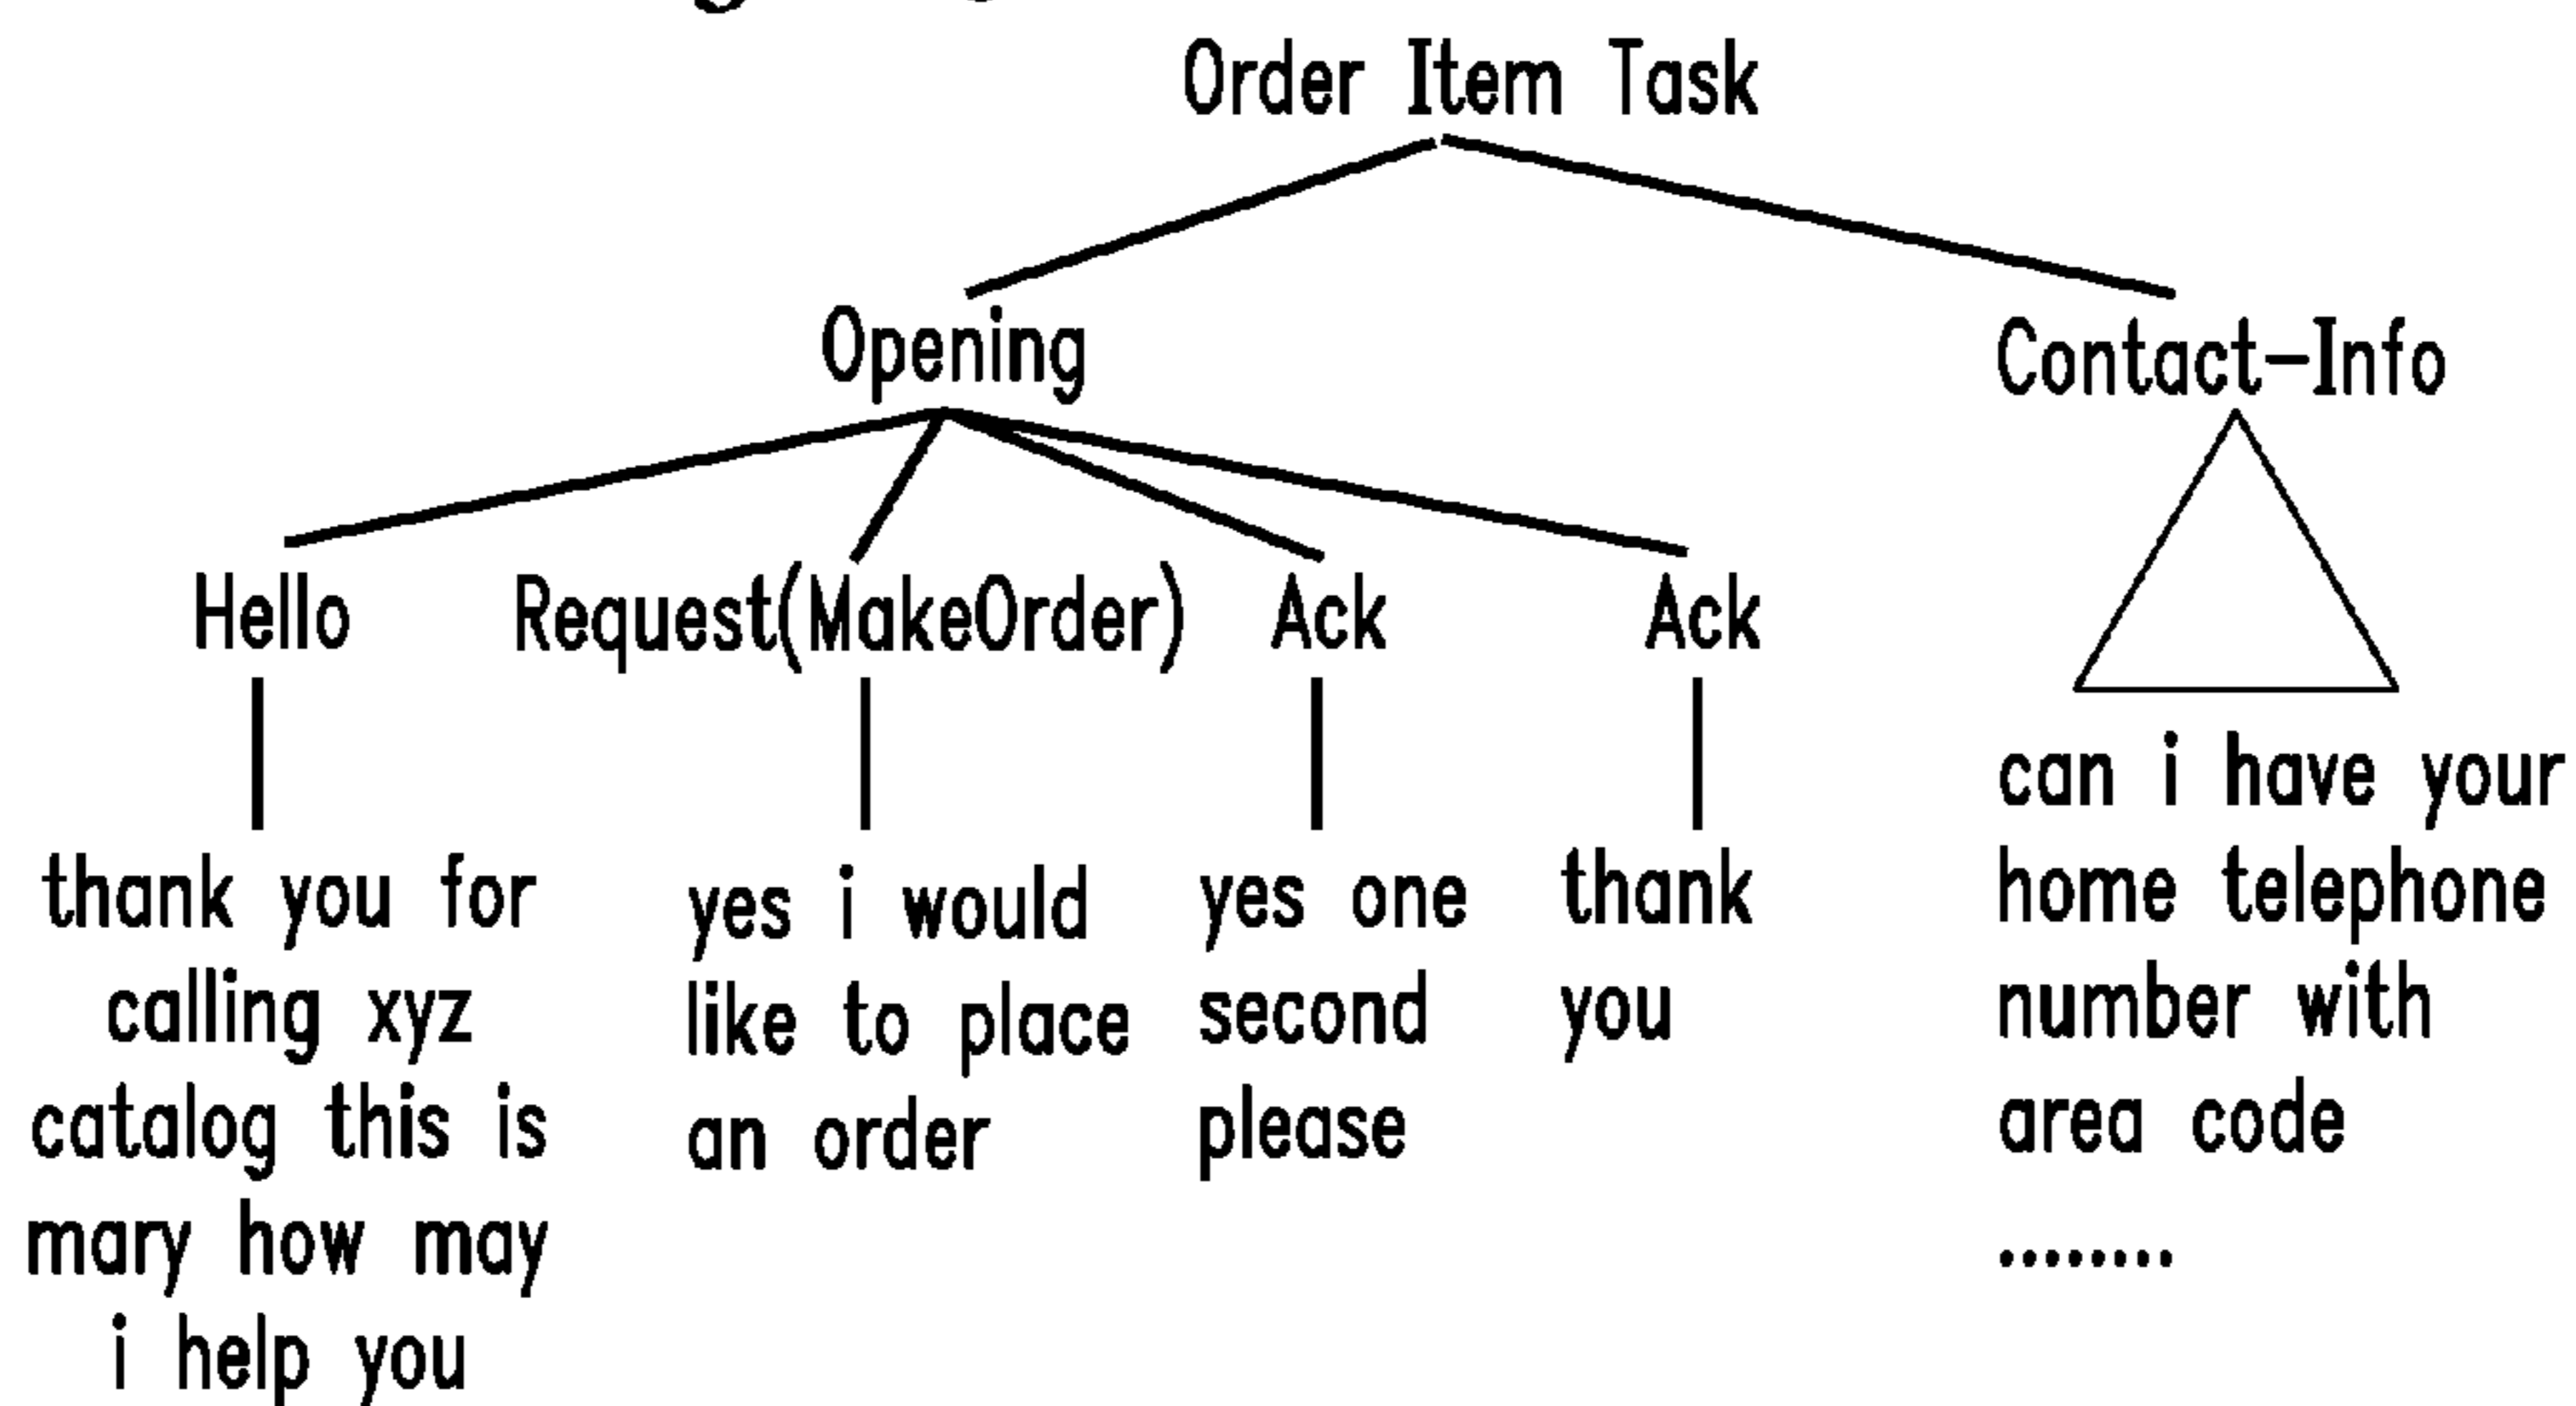 Order Item Task
Opening
Contact-Info
Hello
Request(MakeOrder)
Ack
Ack
thank you for
calling xyz
catalog this is
mary how may
i help you
yes i would
like to place
an order
yes one
second
please
thank
you
can i have your
home telephone
number with
area code
........